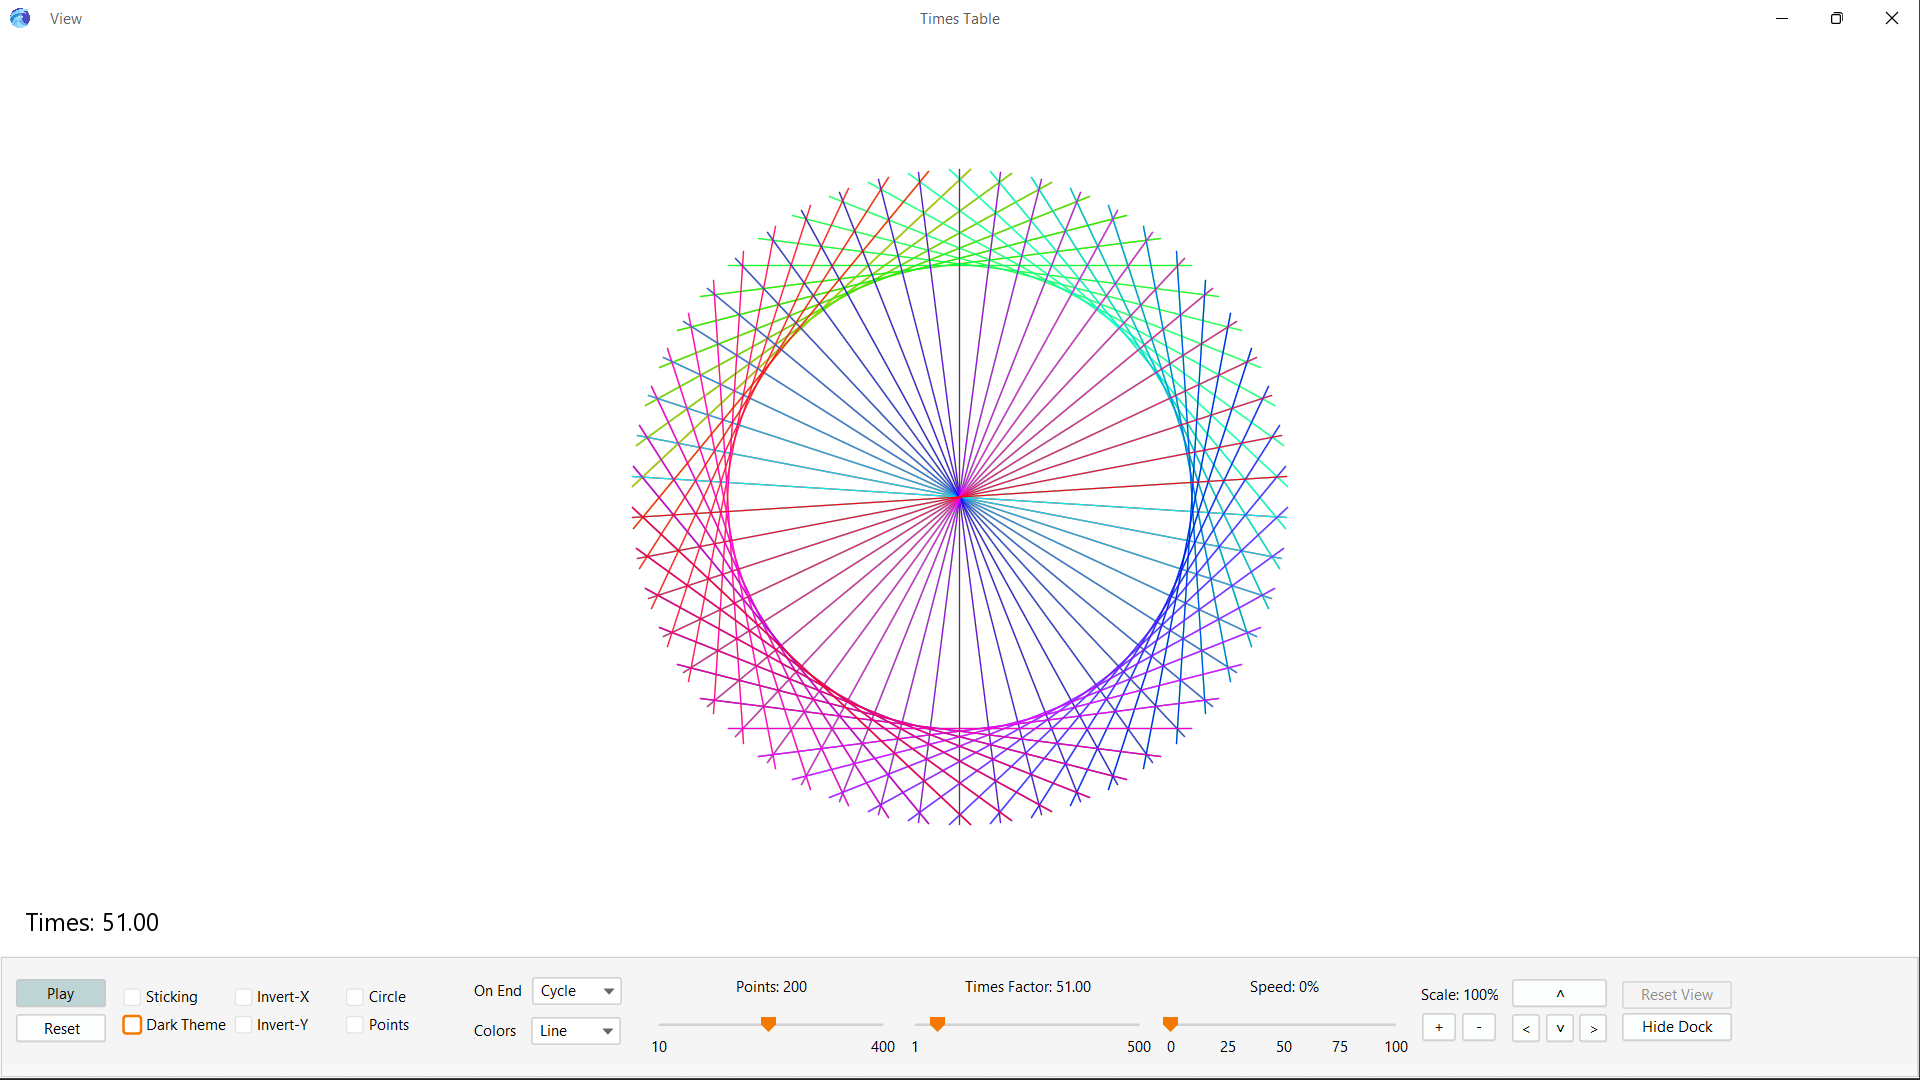 View
Times Table
Times: 51.00
Play
Reset
Sticking
Invert-X
Circle
Dark Theme
Invert-Y
Points
On End
Cycle
Colors
Line
Points: 200
10
400
Times Factor: 51.00
1
500
Speed: 0%
0
25
50
75
100
Scale: 100%
+
-
^
<
v
>
Reset View
Hide Dock